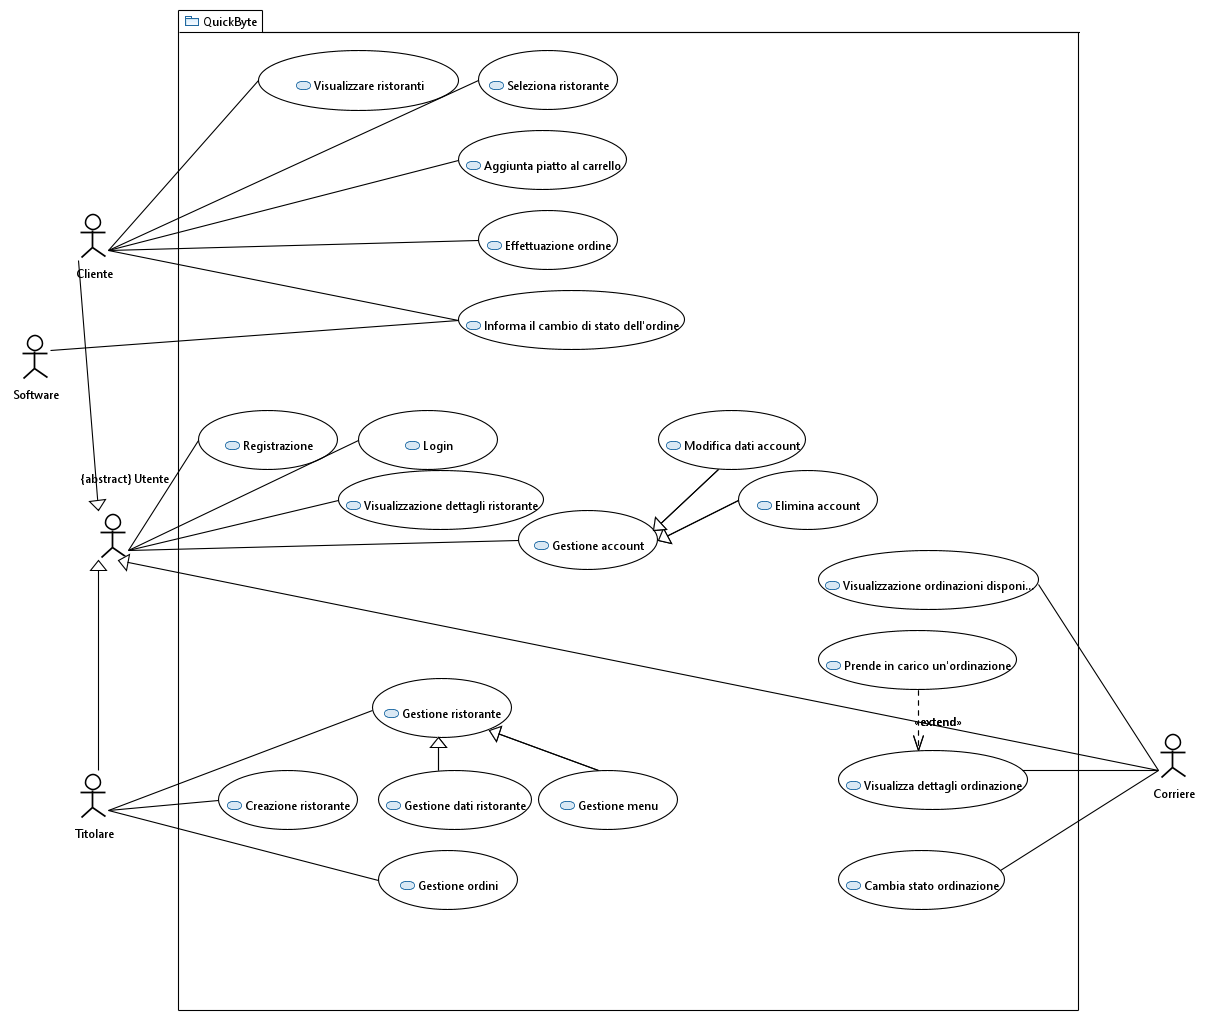 QuickByte
Visualizzare ristoranti
Seleziona ristorante
Aggiunta piatto al carrello
Effettuazione ordine
Cliente
Informa il cambio di stato dell'ordine
Software
Registrazione
Login
Modifica dati account
{abstract} Utente
Visualizzazione dettagli ristorante
Elimina account
Gestione account
Visualizzazione ordinazioni disponi...
Prende in carico un'ordinazione
Gestione ristorante
«extend»
Visualizza dettagli ordinazione
Corriere
Creazione ristorante
Gestione dati ristorante
Gestione menu
Titolare
Gestione ordini
Cambia stato ordinazione